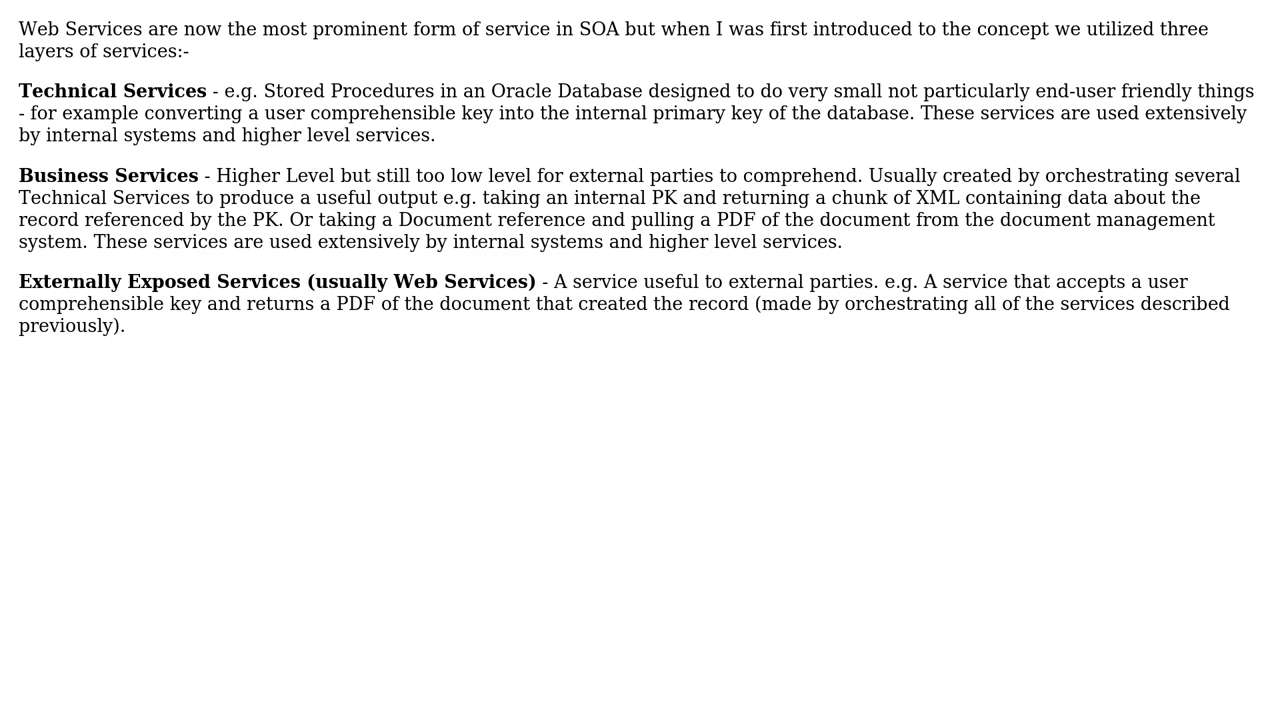 Web Services are now the most prominent form of service in SOA but when I was first introduced to the concept we utilized three
layers of services:-
Technical Services - e.g. Stored Procedures in an Oracle Database designed to do very small not particularly end-user friendly things
- for example converting a user comprehensible key into the internal primary key of the database. These services are used extensively
by internal systems and higher level services.
Business Services - Higher Level but still too low level for external parties to comprehend. Usually created by orchestrating several
Technical Services to produce a useful output e.g. taking an internal PK and returning a chunk of XML containing data about the
record referenced by the PK. Or taking a Document reference and pulling a PDF of the document from the document management
system. These services are used extensively by internal systems and higher level services.
Externally Exposed Services (usually Web Services) - A service useful to external parties. e.g. A service that accepts a user
comprehensible key and returns a PDF of the document that created the record (made by orchestrating all of the services described
previously).